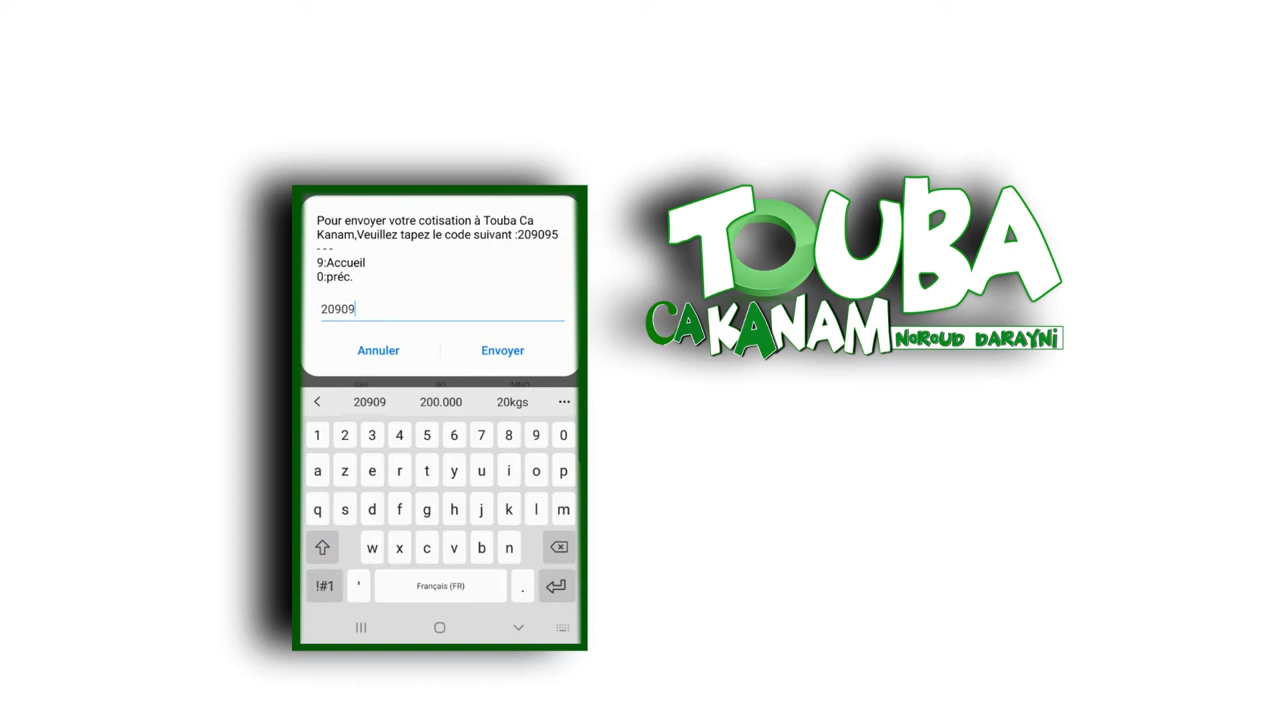 Pour envoyer votre cotisation à Touba Ca
Kanam,Veuillez tapez le code suivant :209095
---
9:Accueil
0:préc.
20909
Annuler Envoyer
20909 200.000 20kgs ...
1 2 3 4 5 6 7 8 9 0
a z e r t y u i o p
q s d f g h j k l m
w x c v b n
!#1 ' Français (FR) .
TOUBA
CA KANAM NOROUD DARAYNi